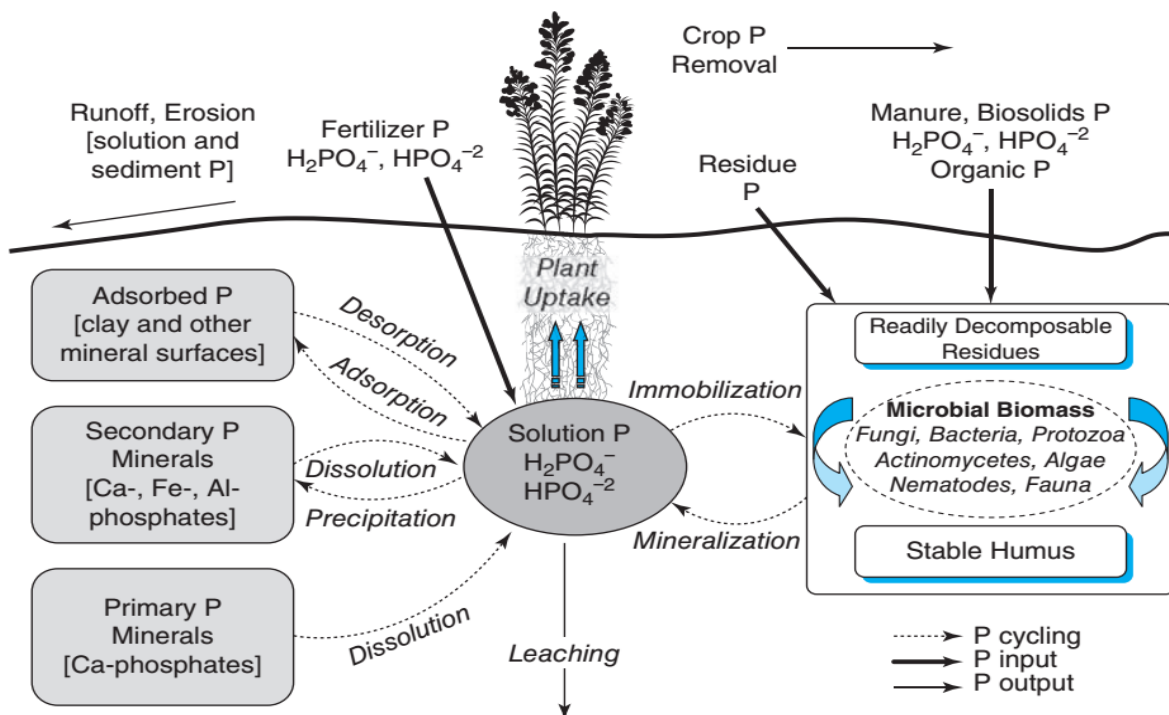 Crop P
Removal
Runoff, Erosion
[solution and
sediment P]
Fertilizer P
H₂PO₄⁻, HPO₄⁻²
Manure, Biosolids P
H₂PO₄⁻, HPO₄⁻²
Organic P
Residue
P
Plant
Uptake
Adsorbed P
[clay and other
mineral surfaces]
Desorption
Adsorption
Secondary P
Minerals
[Ca-, Fe-, Al-
phosphates]
Dissolution
Precipitation
Primary P
Minerals
[Ca-phosphates]
Dissolution
Solution P
H₂PO₄⁻
HPO₄⁻²
Leaching
Immobilization
Mineralization
Readily Decomposable
Residues
Microbial Biomass
Fungi, Bacteria, Protozoa
Actinomycetes, Algae
Nematodes, Fauna
Stable Humus
P cycling
P input
P output